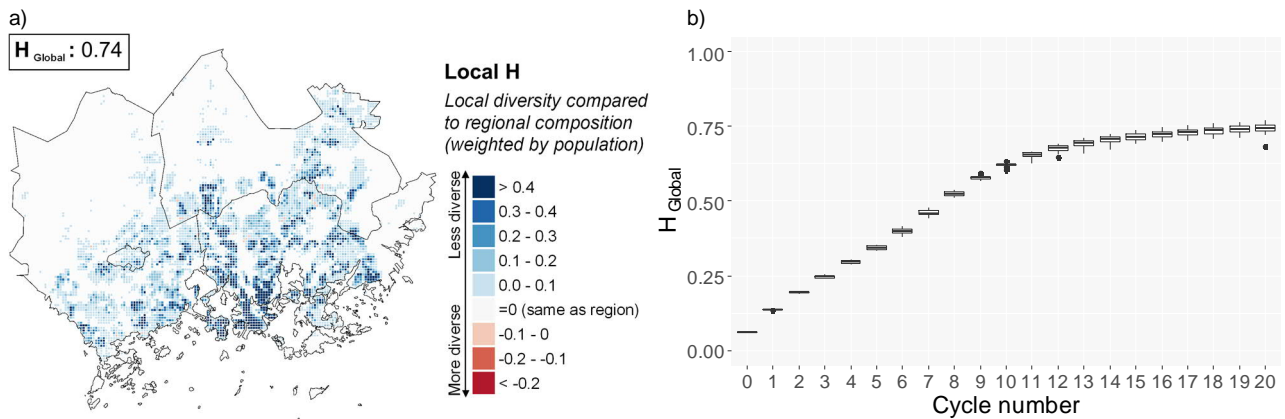 a)
H Global : 0.74
Local H
Local diversity compared
to regional composition
(weighted by population)
Less diverse
More diverse
> 0.4
0.3 - 0.4
0.2 - 0.3
0.1 - 0.2
0.0 - 0.1
=0 (same as region)
-0.1 - 0
-0.2 - -0.1
< -0.2
b)
H Global
1.00
0.75
0.50
0.25
0.00
0 1 2 3 4 5 6 7 8 9 10 11 12 13 14 15 16 17 18 19 20
Cycle number